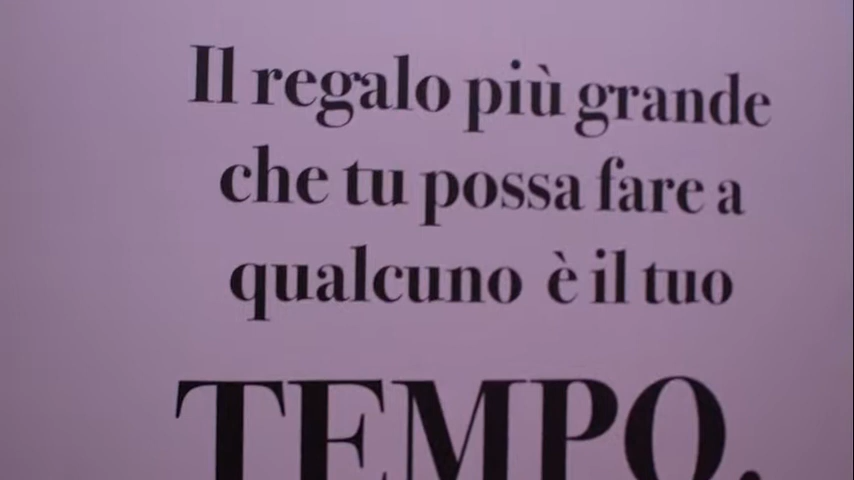 Il regalo più grande
che tu possa fare a
qualcuno è il tuo
TEMPO.